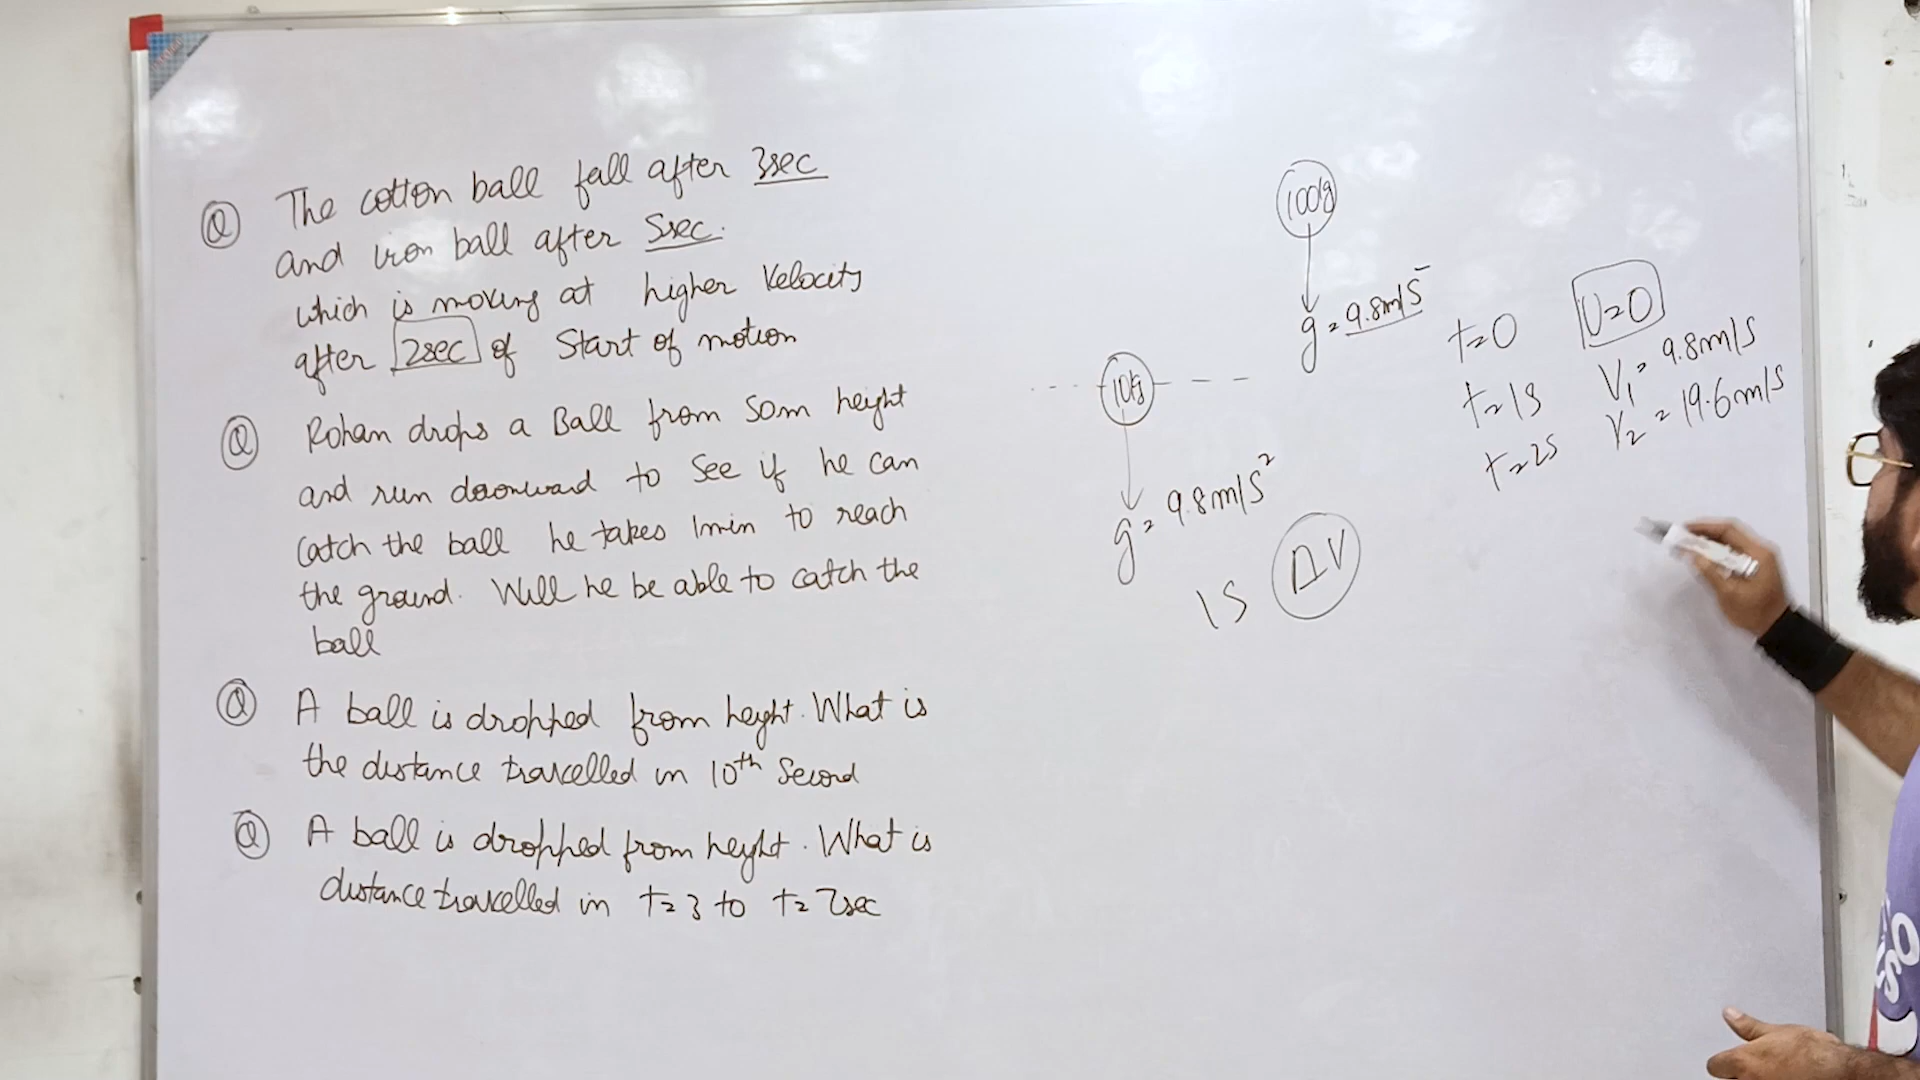 Q The cotton ball fall after 3sec
and iron ball after 5sec.
which is moving at higher Velocity
after 2sec of Start of motion
Q Rohan drops a Ball from 50m height
and run downward to See if he can
catch the ball he takes 1min to reach
the ground. Will he be able to catch the
ball
Q A ball is dropped from height. What is
the distance travelled in 10th Second
Q A ball is dropped from height. What is
distance travelled in t=3 to t=7sec
100g
g=9.8m/s
10g
g=9.8m/s²
1S ΔV
t=0 U=0
t=1s V₁=9.8m/s
t=2s V₂=19.6m/s